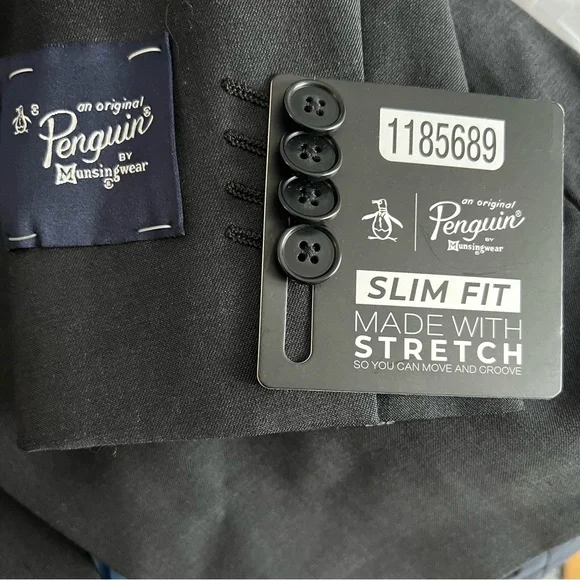 an original
Penguin®
BY
Munsingwear
®
1185689
an original
Penguin®
BY
Munsingwear
®
SLIM FIT
MADE WITH
STRETCH
SO YOU CAN MOVE AND GROOVE